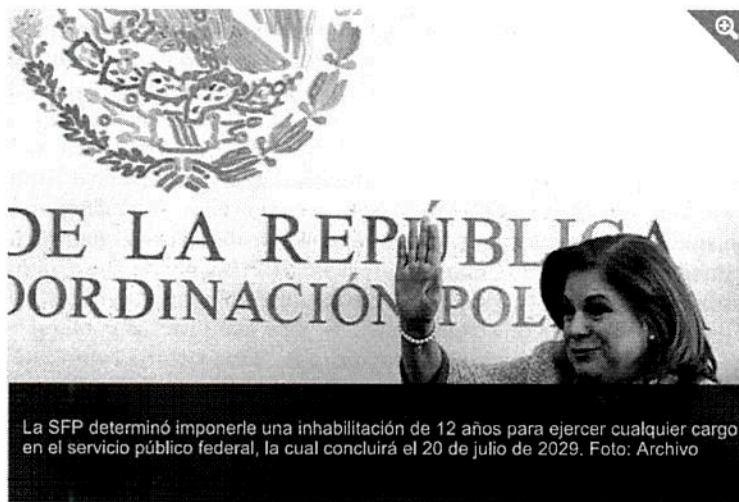 DE LA REPÚBLICA
OORDINACIÓN POL
La SFP determinó imponerle una inhabilitación de 12 años para ejercer cualquier cargo
en el servicio público federal, la cual concluirá el 20 de julio de 2029. Foto: Archivo